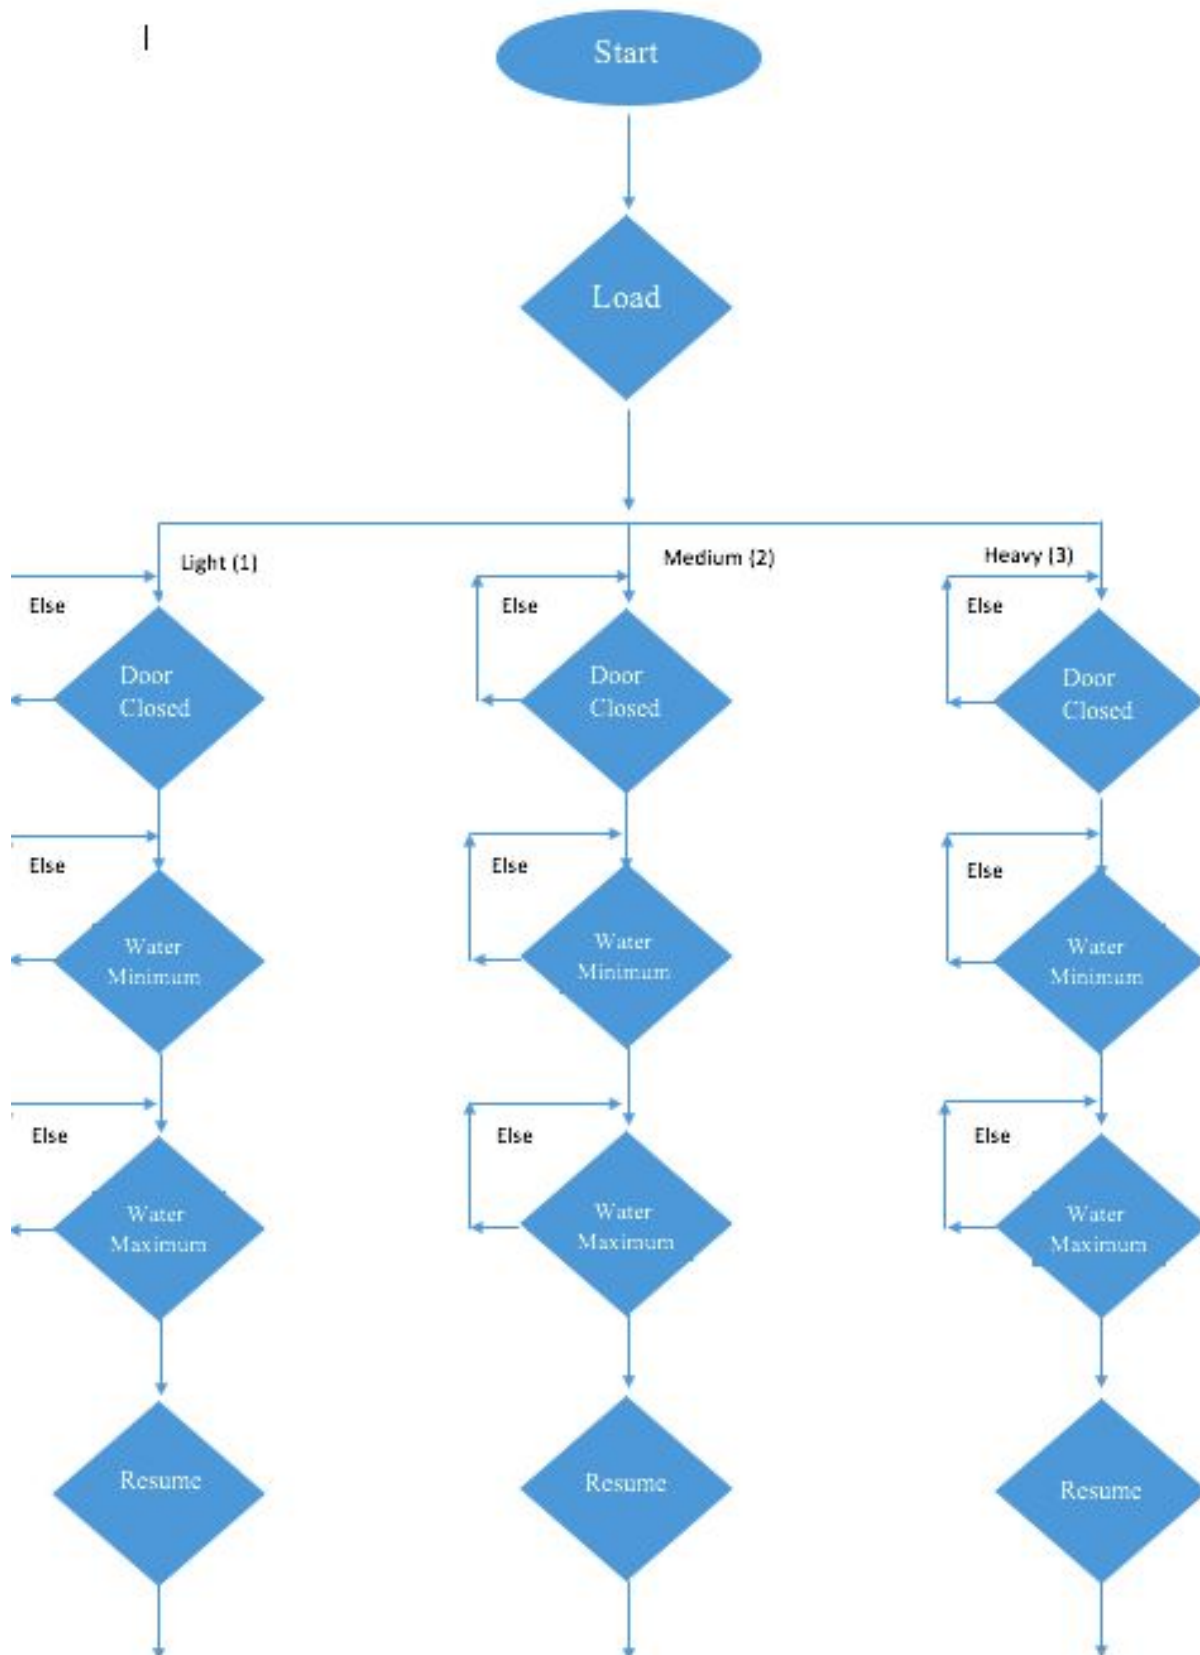 Start
Load
Light (1)
Medium (2)
Heavy (3)
Else
Else
Else
Door
Closed
Door
Closed
Door
Closed
Else
Else
Else
Water
Minimum
Water
Minimum
Water
Minimum
Else
Else
Else
Water
Maximum
Water
Maximum
Water
Maximum
Resume
Resume
Resume